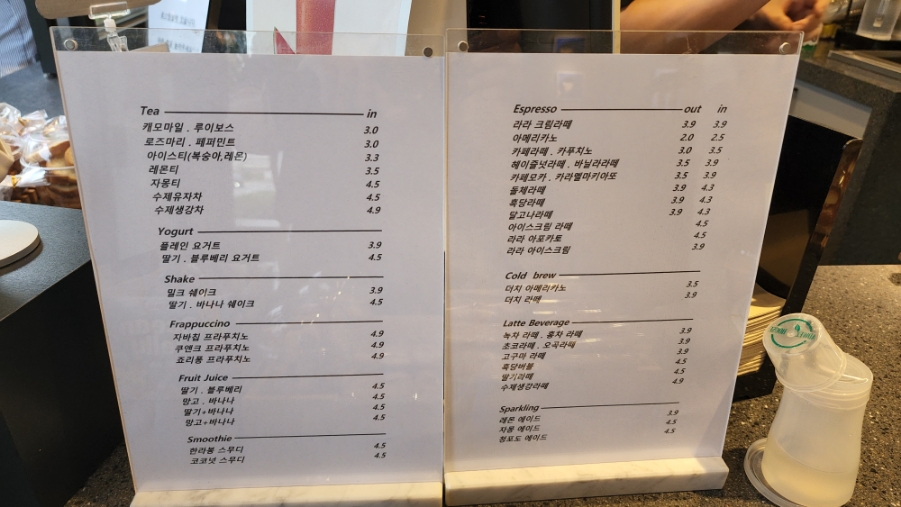 Tea in
캐모마일 . 루이보스 3.0
로즈마리 . 페퍼민트 3.0
아이스티(복숭아,레몬) 3.3
레몬티 3.5
자몽티 4.5
수제유자차 4.5
수제생강차 4.9
Yogurt
플레인 요거트 3.9
딸기 . 블루베리 요거트 4.5
Shake
밀크 쉐이크 3.9
딸기 . 바나나 쉐이크 4.5
Frappuccino
자바칩 프라푸치노 4.9
쿠앤크 프라푸치노 4.9
죠리퐁 프라푸치노 4.9
Fruit Juice
딸기 . 블루베리 4.5
망고 . 바나나 4.5
딸기+바나나 4.5
망고+바나나 4.5
Smoothie
한라봉 스무디 4.5
코코넛 스무디 4.5
Espresso out in
라라 크림라떼 3.9 3.9
아메리카노 2.0 2.5
카페라떼 . 카푸치노 3.0 3.5
헤이즐넛라떼 . 바닐라라떼 3.5 3.9
카페모카 . 카라멜마키아또 3.5 3.9
돌체라떼 3.9 4.3
흑당라떼 3.9 4.3
달고나라떼 3.9 4.3
아이스크림 라떼 4.5
라라 아포카토 4.5
라라 아이스크림 3.9
Cold brew
더치 아메리카노 3.5
더치 라떼 3.9
Latte Beverage
녹차 라떼 . 홍차 라떼 3.9
초코라떼 . 오곡라떼 3.9
고구마 라떼 3.9
흑당버블 4.5
딸기라떼 4.5
수제생강라떼 4.9
Sparkling
레몬 에이드 3.9
자몽 에이드 4.5
청포도 에이드 4.5